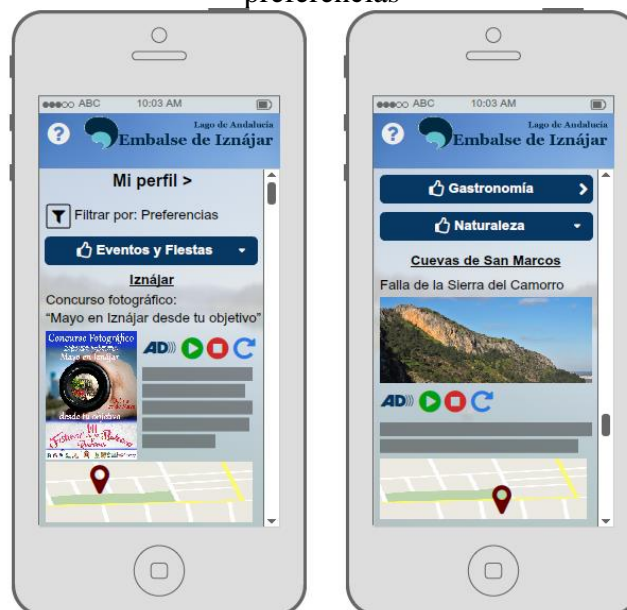 preferencias
ABC 10:03 AM
?
Lago de Andalucía
Embalse de Iznájar
Mi perfil >
Filtrar por: Preferencias
Eventos y Fiestas
Iznájar
Concurso fotográfico:
“Mayo en Iznájar desde tu objetivo”
Concurso Fotográfico
Mayo en Iznajar
desde tu objetivo
AD
ABC 10:03 AM
?
Lago de Andalucía
Embalse de Iznájar
Gastronomía
Naturaleza
Cuevas de San Marcos
Falla de la Sierra del Camorro
AD